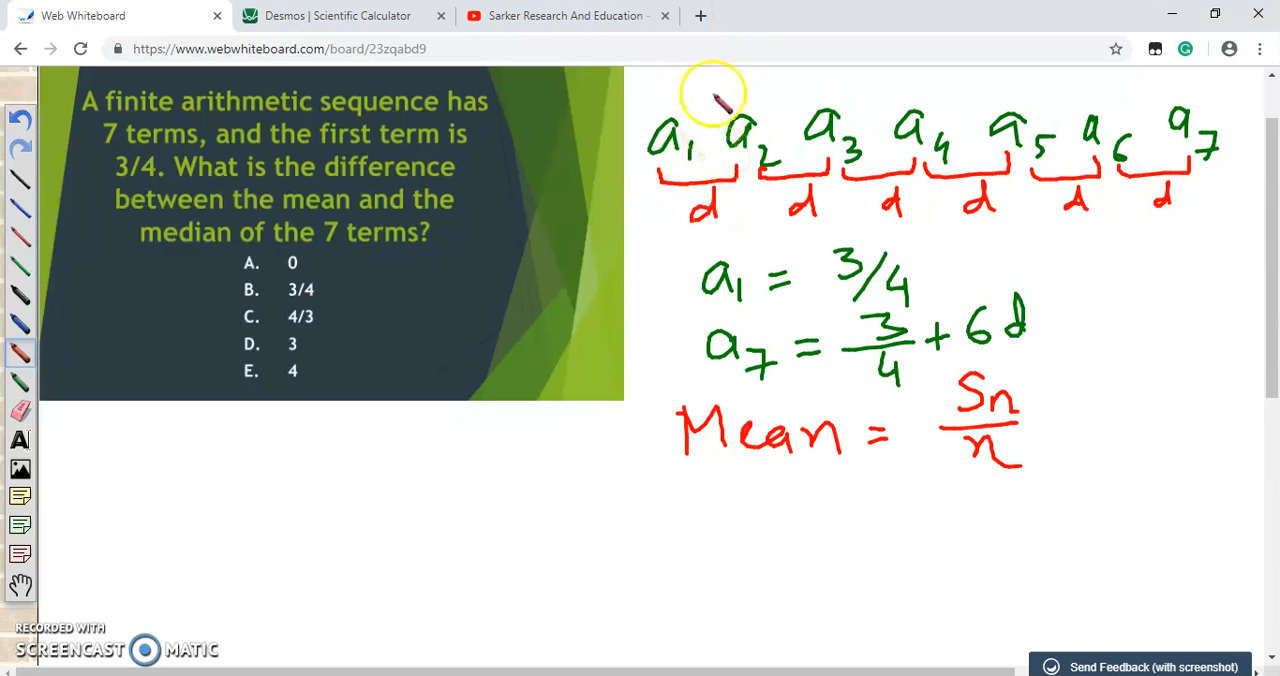 Web Whiteboard
Desmos | Scientific Calculator
Sarker Research And Education -
https://www.webwhiteboard.com/board/23zqabd9
A finite arithmetic sequence has
7 terms, and the first term is
3/4. What is the difference
between the mean and the
median of the 7 terms?
A. 0
B. 3/4
C. 4/3
D. 3
E. 4
a1 a2 a3 a4 a5 a6 a7
d d d d d d
a1 = 3/4
a7 = 3/4 + 6d
Mean = Sn/n
A
RECORDED WITH
SCREENCAST MATIC
Send Feedback (with screenshot)